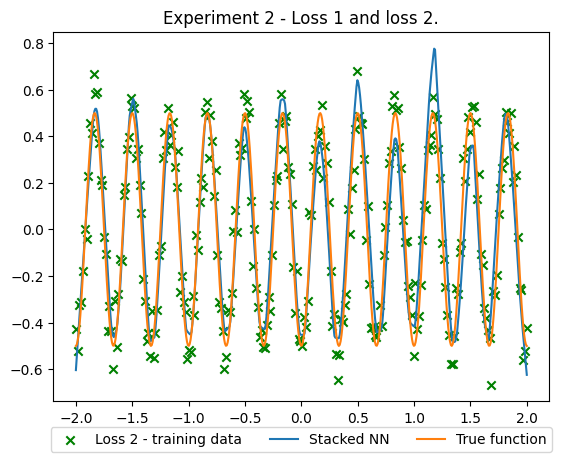 Experiment 2 - Loss 1 and loss 2.
0.8
0.6
0.4
0.2
0.0
−0.2
−0.4
−0.6
−2.0 −1.5 −1.0 −0.5 0.0 0.5 1.0 1.5 2.0
Loss 2 - training data Stacked NN True function